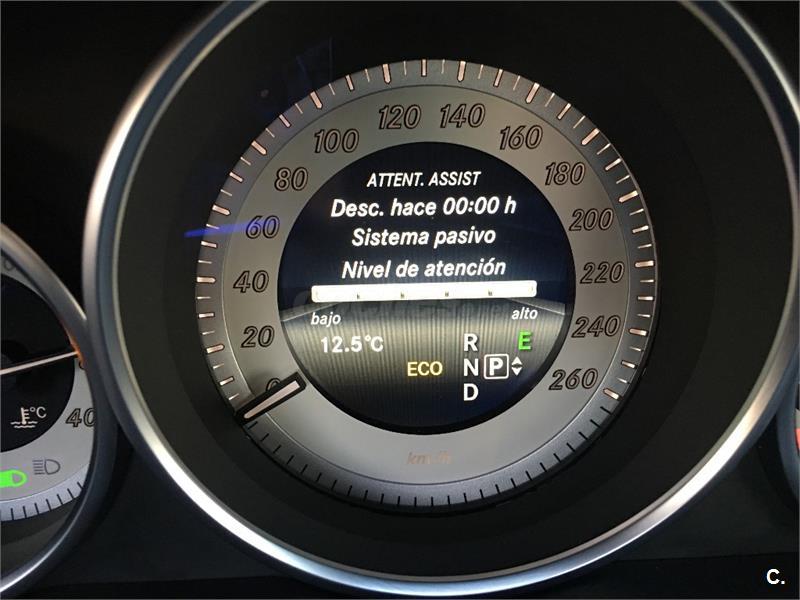 ATTENT. ASSIST
Desc. hace 00:00 h
Sistema pasivo
Nivel de atención
bajo alto
12.5°C R E
ECO N P
D
0 20 40 60 80 100 120 140 160 180 200 220 240 260
km/h
°C 40
C.